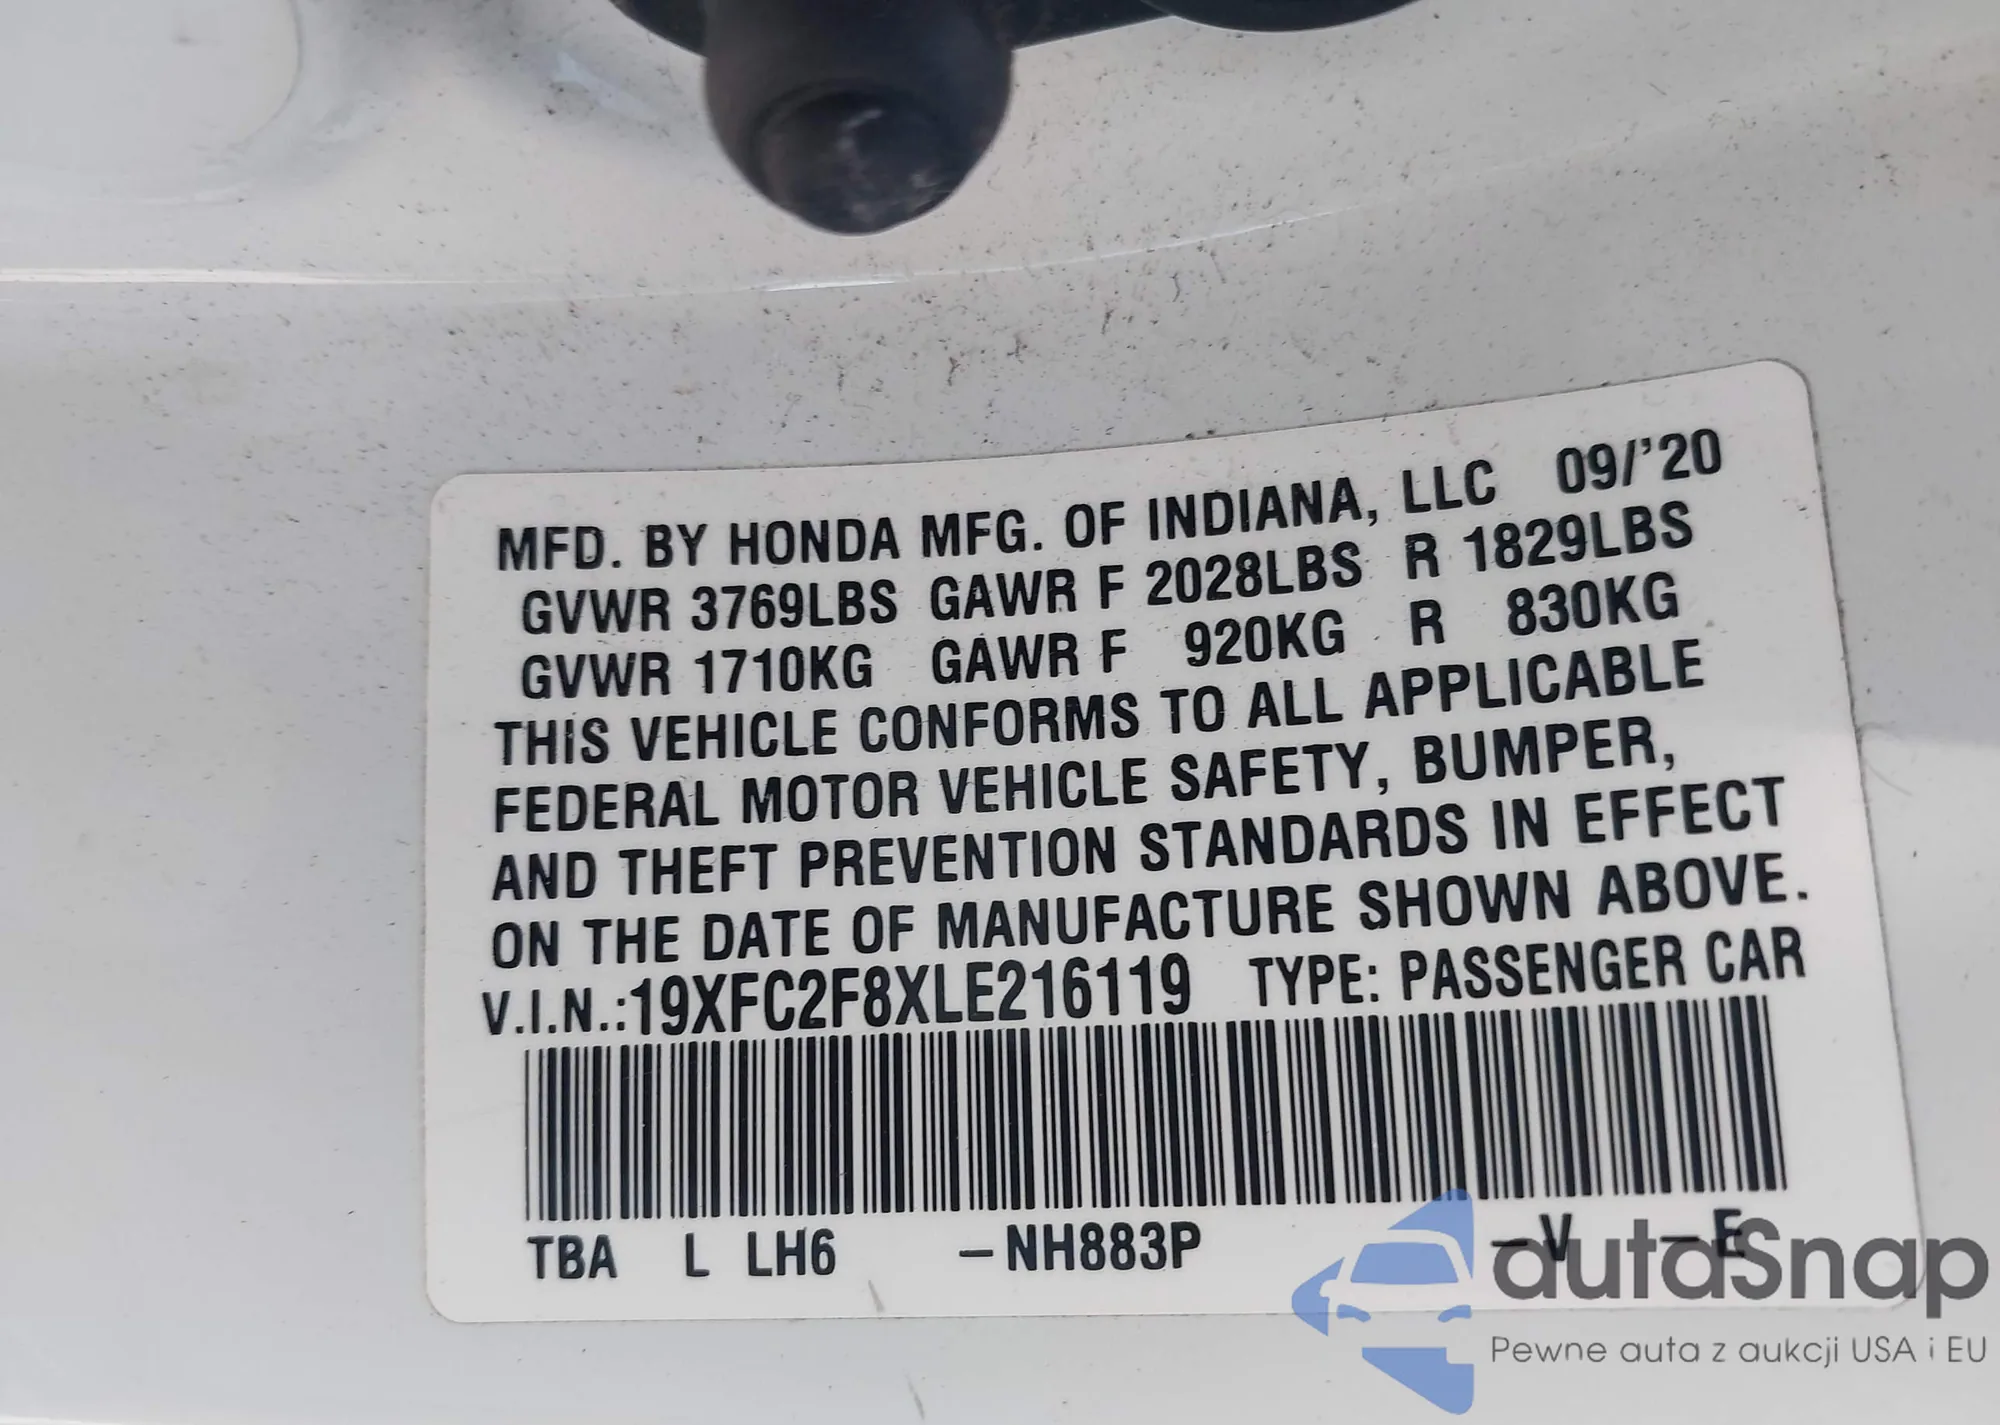 MFD. BY HONDA MFG. OF INDIANA, LLC 09/'20
GVWR 3769LBS GAWR F 2028LBS R 1829LBS
GVWR 1710KG GAWR F 920KG R 830KG
THIS VEHICLE CONFORMS TO ALL APPLICABLE
FEDERAL MOTOR VEHICLE SAFETY, BUMPER,
AND THEFT PREVENTION STANDARDS IN EFFECT
ON THE DATE OF MANUFACTURE SHOWN ABOVE.
V.I.N.:19XFC2F8XLE216119 TYPE: PASSENGER CAR
TBA L LH6 –NH883P –V –E
autoSnap
Pewne auta z aukcji USA i EU